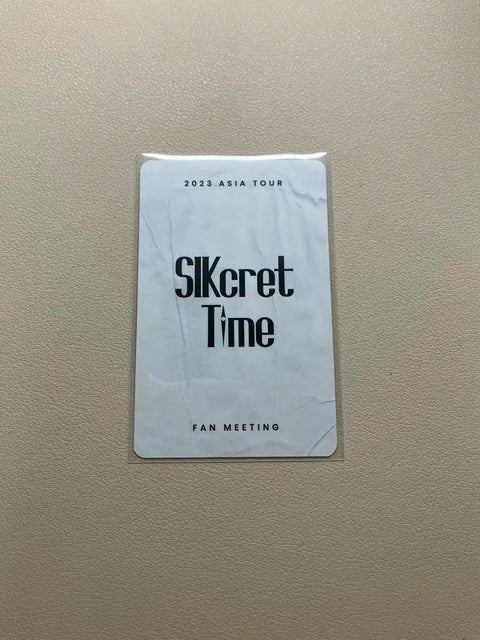 2023 ASIA TOUR
SIKcret
Time
FAN MEETING